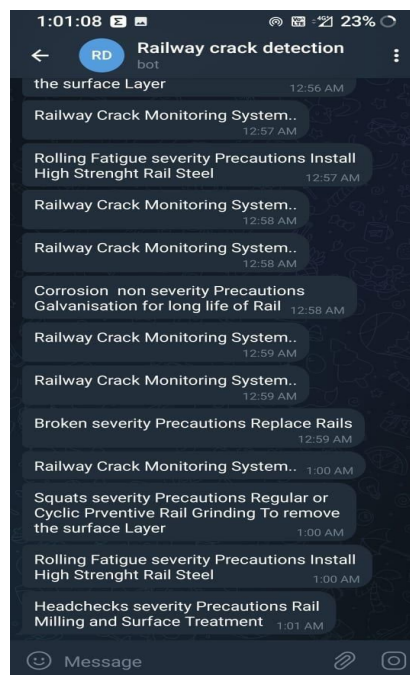 1:01:08
23%
RD
Railway crack detection
bot
the surface Layer
12:56 AM
Railway Crack Monitoring System..
12:57 AM
Rolling Fatigue severity Precautions Install
High Strenght Rail Steel
12:57 AM
Railway Crack Monitoring System..
12:58 AM
Railway Crack Monitoring System..
12:58 AM
Corrosion  non severity Precautions
Galvanisation for long life of Rail
12:58 AM
Railway Crack Monitoring System..
12:59 AM
Railway Crack Monitoring System..
12:59 AM
Broken severity Precautions Replace Rails
12:59 AM
Railway Crack Monitoring System..
1:00 AM
Squats severity Precautions Regular or
Cyclic Prventive Rail Grinding To remove
the surface Layer
1:00 AM
Rolling Fatigue severity Precautions Install
High Strenght Rail Steel
1:00 AM
Headchecks severity Precautions Rail
Milling and Surface Treatment
1:01 AM
Message